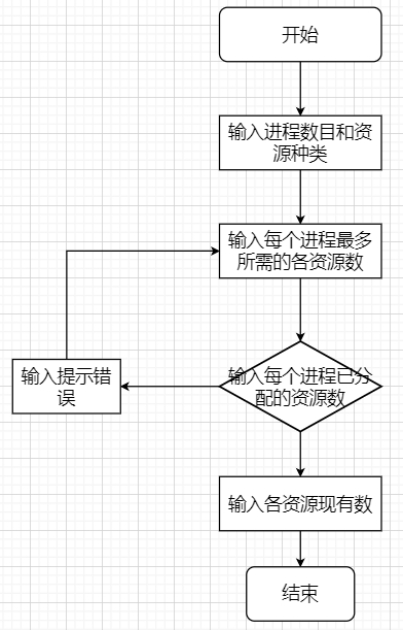 开始
输入进程数目和资
源种类
输入每个进程最多
所需的各资源数
输入提示错
误
输入每个进程已分
配的资源数
输入各资源现有数
结束